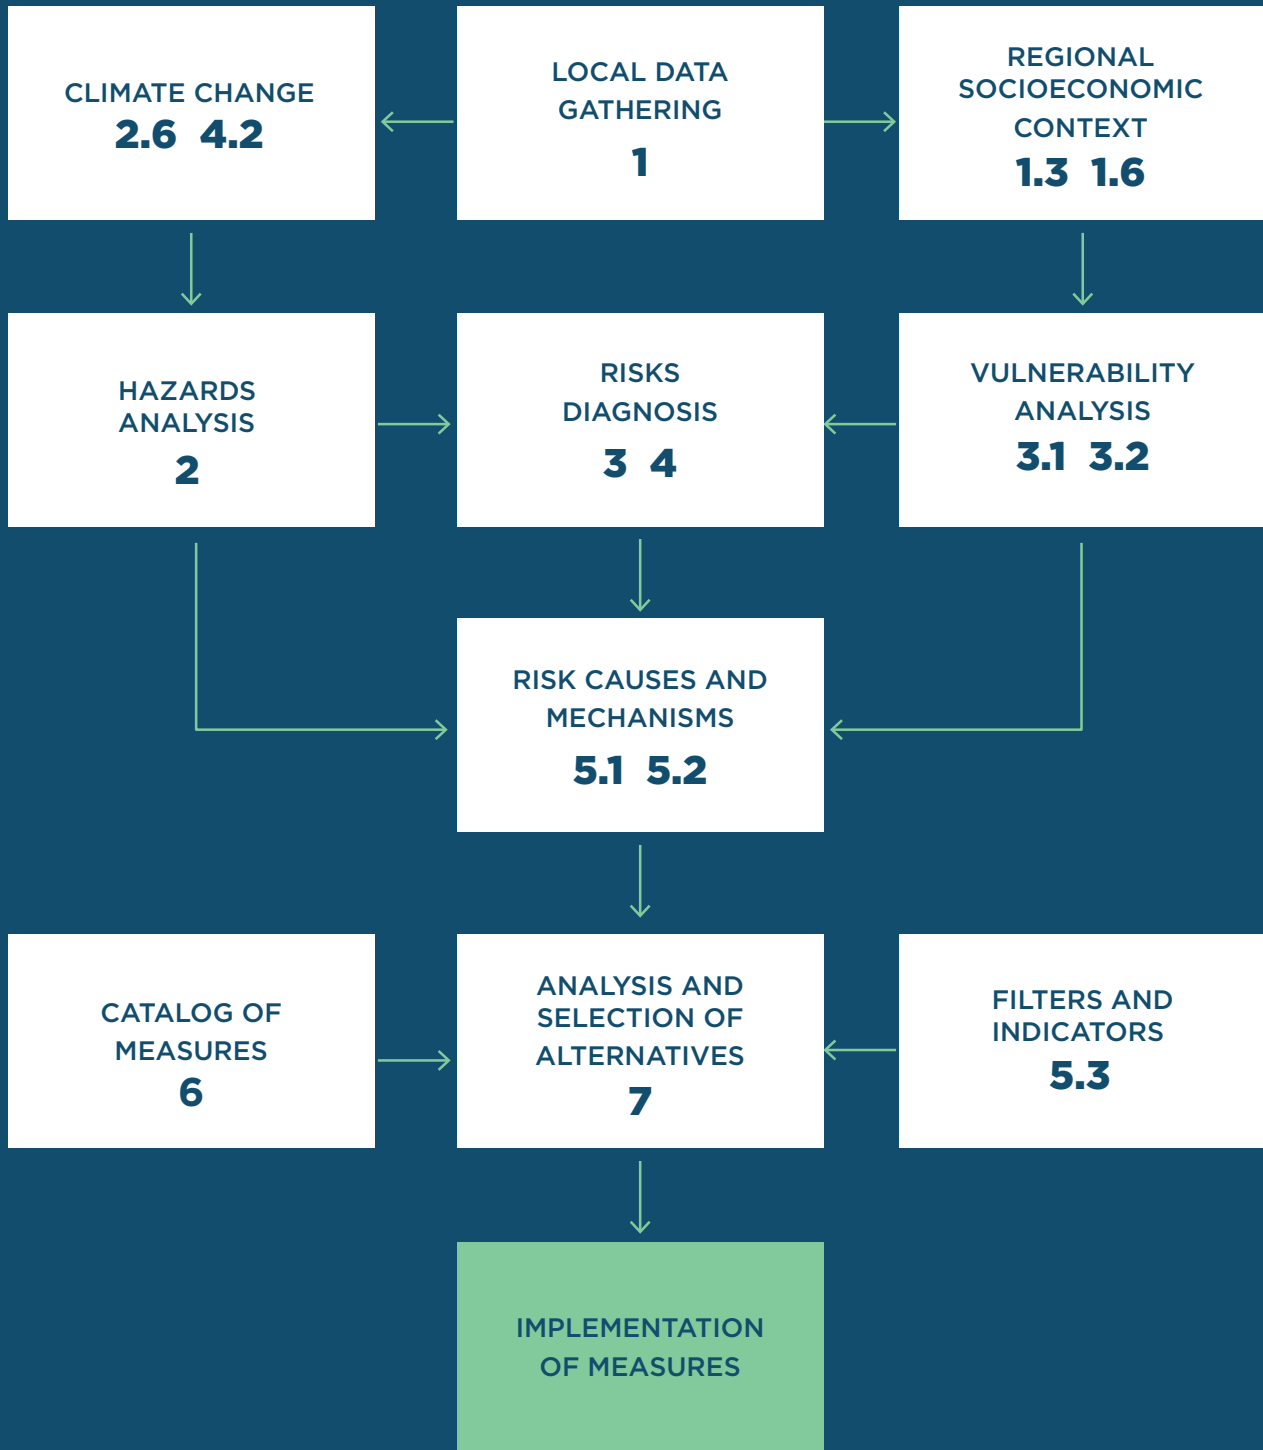 CLIMATE CHANGE
2.6 4.2
LOCAL DATA
GATHERING
1
REGIONAL
SOCIOECONOMIC
CONTEXT
1.3 1.6
HAZARDS
ANALYSIS
2
RISKS
DIAGNOSIS
3 4
VULNERABILITY
ANALYSIS
3.1 3.2
RISK CAUSES AND
MECHANISMS
5.1 5.2
CATALOG OF
MEASURES
6
ANALYSIS AND
SELECTION OF
ALTERNATIVES
7
FILTERS AND
INDICATORS
5.3
IMPLEMENTATION
OF MEASURES